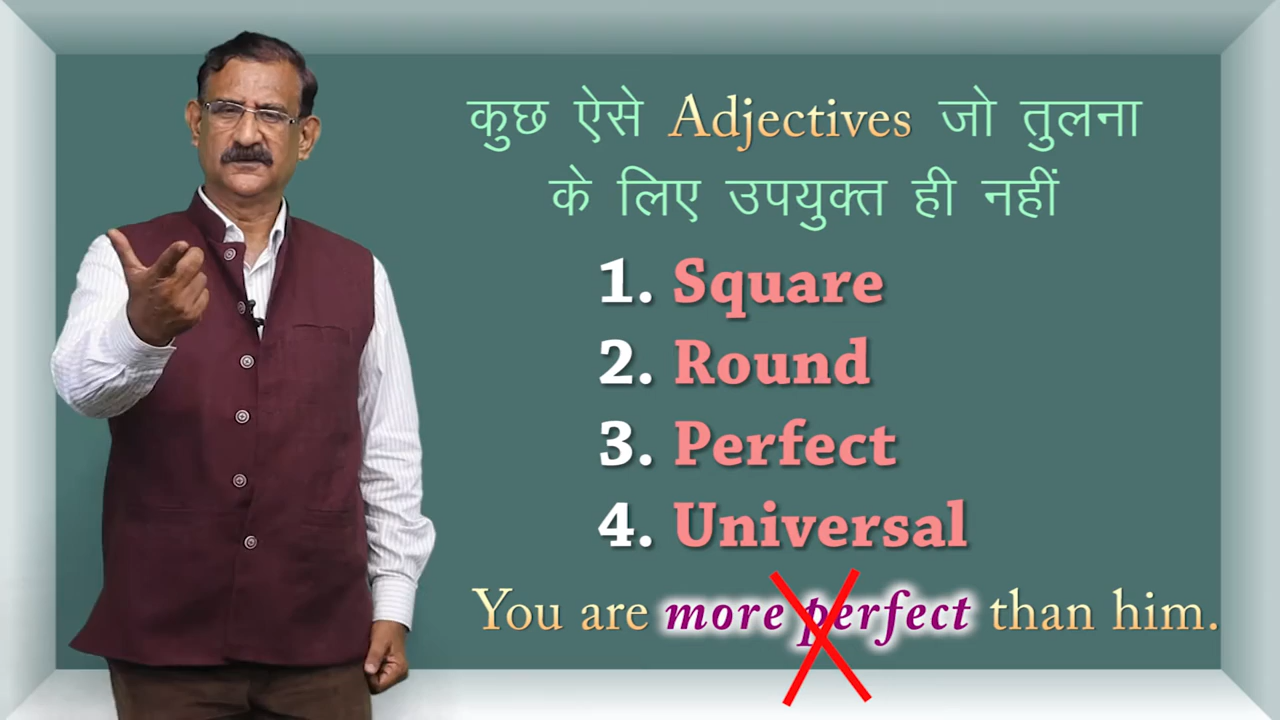 कुछ ऐसे Adjectives जो तुलना
के लिए उपयुक्त ही नहीं
1. Square
2. Round
3. Perfect
4. Universal
You are more perfect than him.